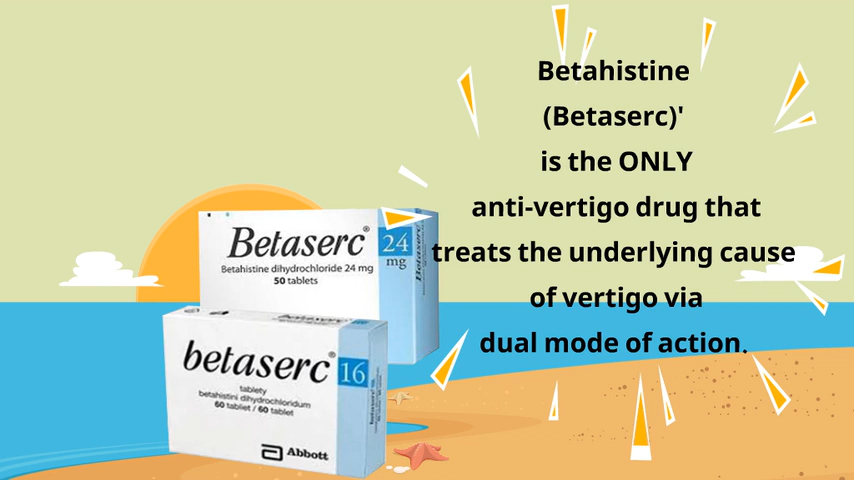 Betahistine
(Betaserc)'
is the ONLY
anti-vertigo drug that
treats the underlying cause
of vertigo via
dual mode of action.
Betaserc®
24
mg
Betahistine dihydrochloride 24 mg
50 tablets
betaserc®
16
tablety
betahistini dihydrochloridum
60 tabliet / 60 tablet
Abbott